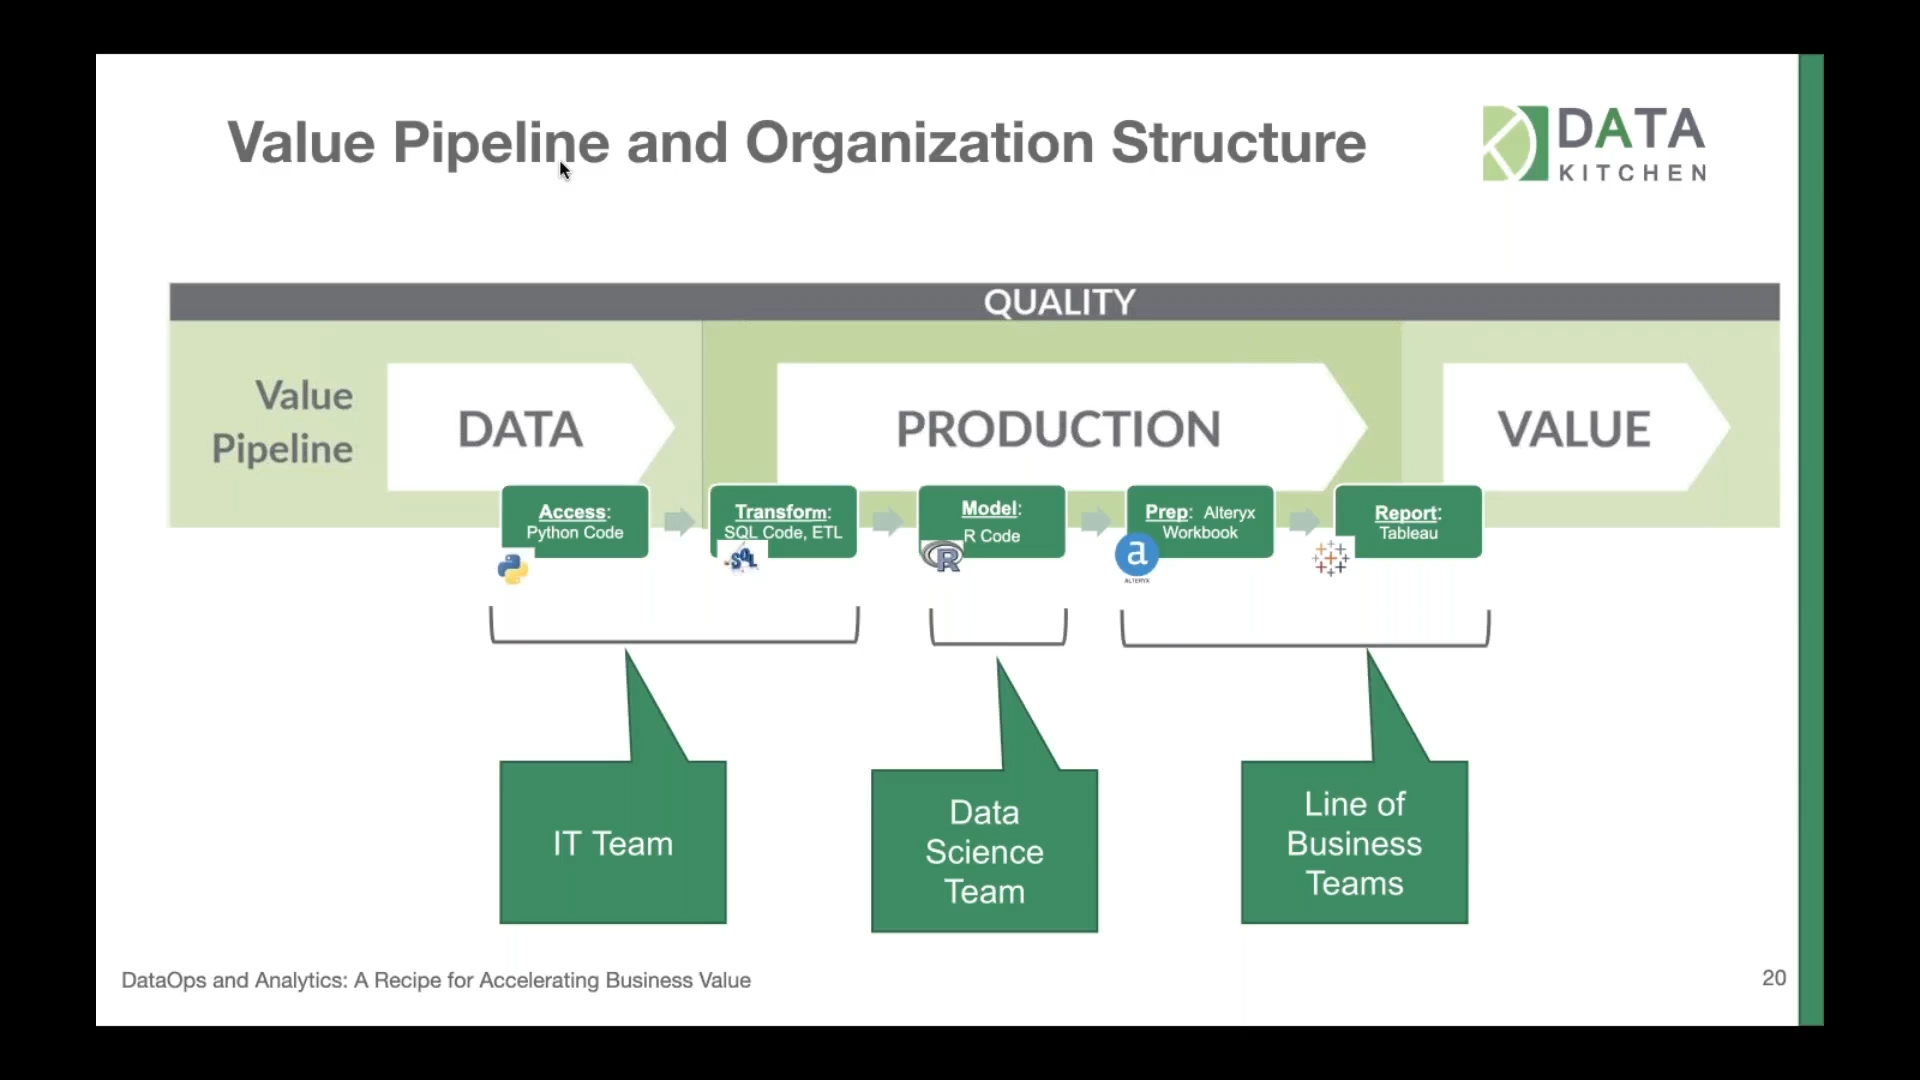 Value Pipeline and Organization Structure
DATA
KITCHEN
QUALITY
Value
Pipeline
DATA
PRODUCTION
VALUE
Access:
Python Code
Transform:
SQL Code, ETL
SQL
Model:
R Code
R
Prep: Alteryx
Workbook
a
ALTERYX
Report:
Tableau
IT Team
Data
Science
Team
Line of
Business
Teams
DataOps and Analytics: A Recipe for Accelerating Business Value
20